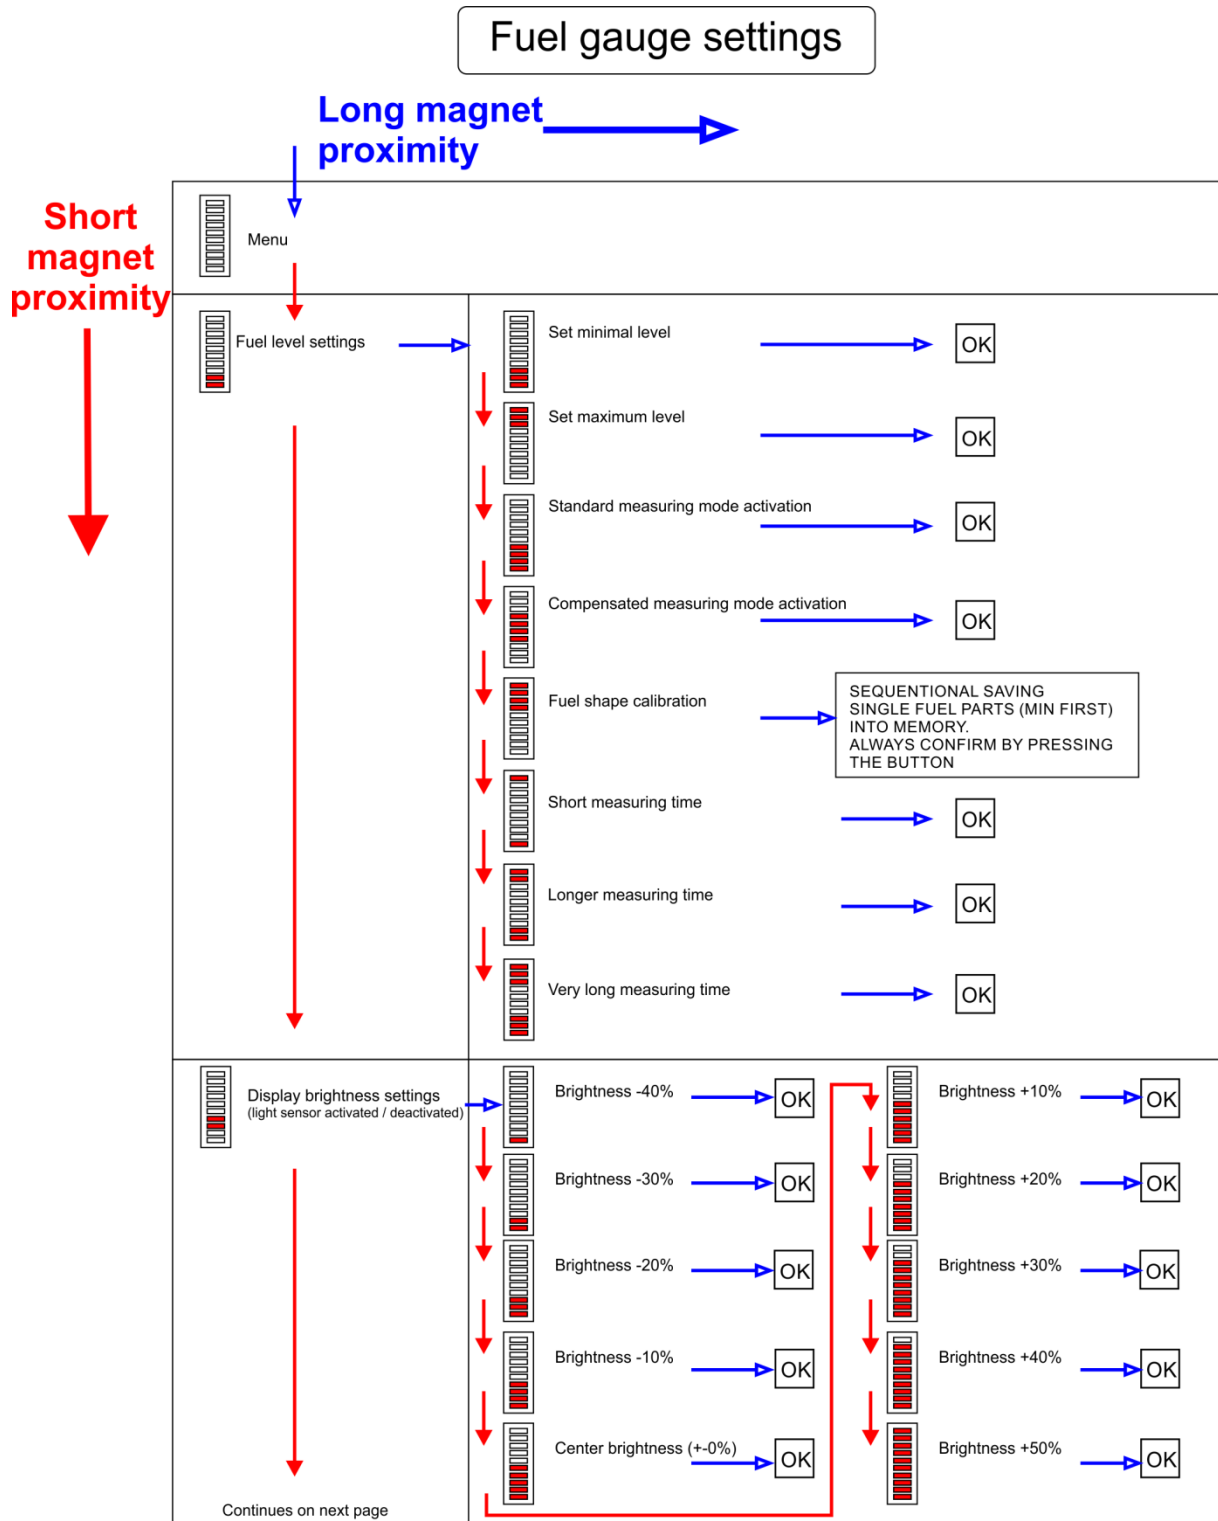 Fuel gauge settings
Long magnet
proximity
Short
magnet
proximity
Menu
Fuel level settings
Set minimal level
OK
Set maximum level
OK
Standard measuring mode activation
OK
Compensated measuring mode activation
OK
Fuel shape calibration
SEQUENTIONAL SAVING
SINGLE FUEL PARTS (MIN FIRST)
INTO MEMORY.
ALWAYS CONFIRM BY PRESSING
THE BUTTON
Short measuring time
OK
Longer measuring time
OK
Very long measuring time
OK
Display brightness settings
(light sensor activated / deactivated)
Brightness -40%
OK
Brightness -30%
OK
Brightness -20%
OK
Brightness -10%
OK
Center brightness (+-0%)
OK
Brightness +10%
OK
Brightness +20%
OK
Brightness +30%
OK
Brightness +40%
OK
Brightness +50%
OK
Continues on next page